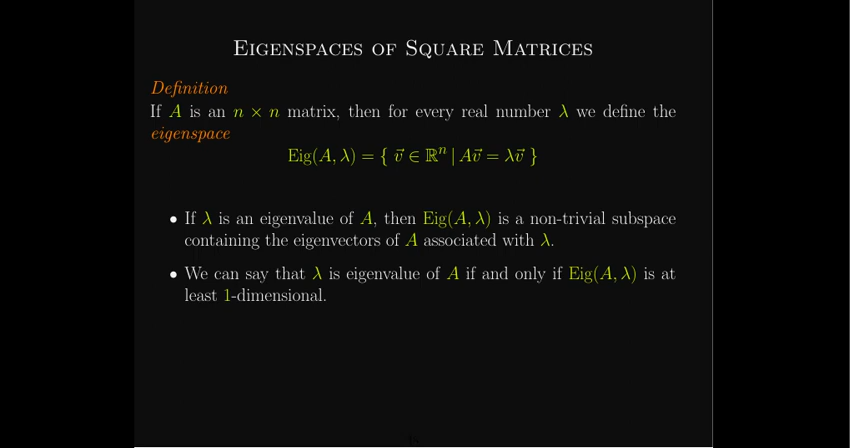 Eigenspaces of Square Matrices
Definition
If A is an n × n matrix, then for every real number λ we define the
eigenspace
Eig(A, λ) = { v⃗ ∈ ℝⁿ | Av⃗ = λv⃗ }
• If λ is an eigenvalue of A, then Eig(A, λ) is a non-trivial subspace
containing the eigenvectors of A associated with λ.
• We can say that λ is eigenvalue of A if and only if Eig(A, λ) is at
least 1-dimensional.